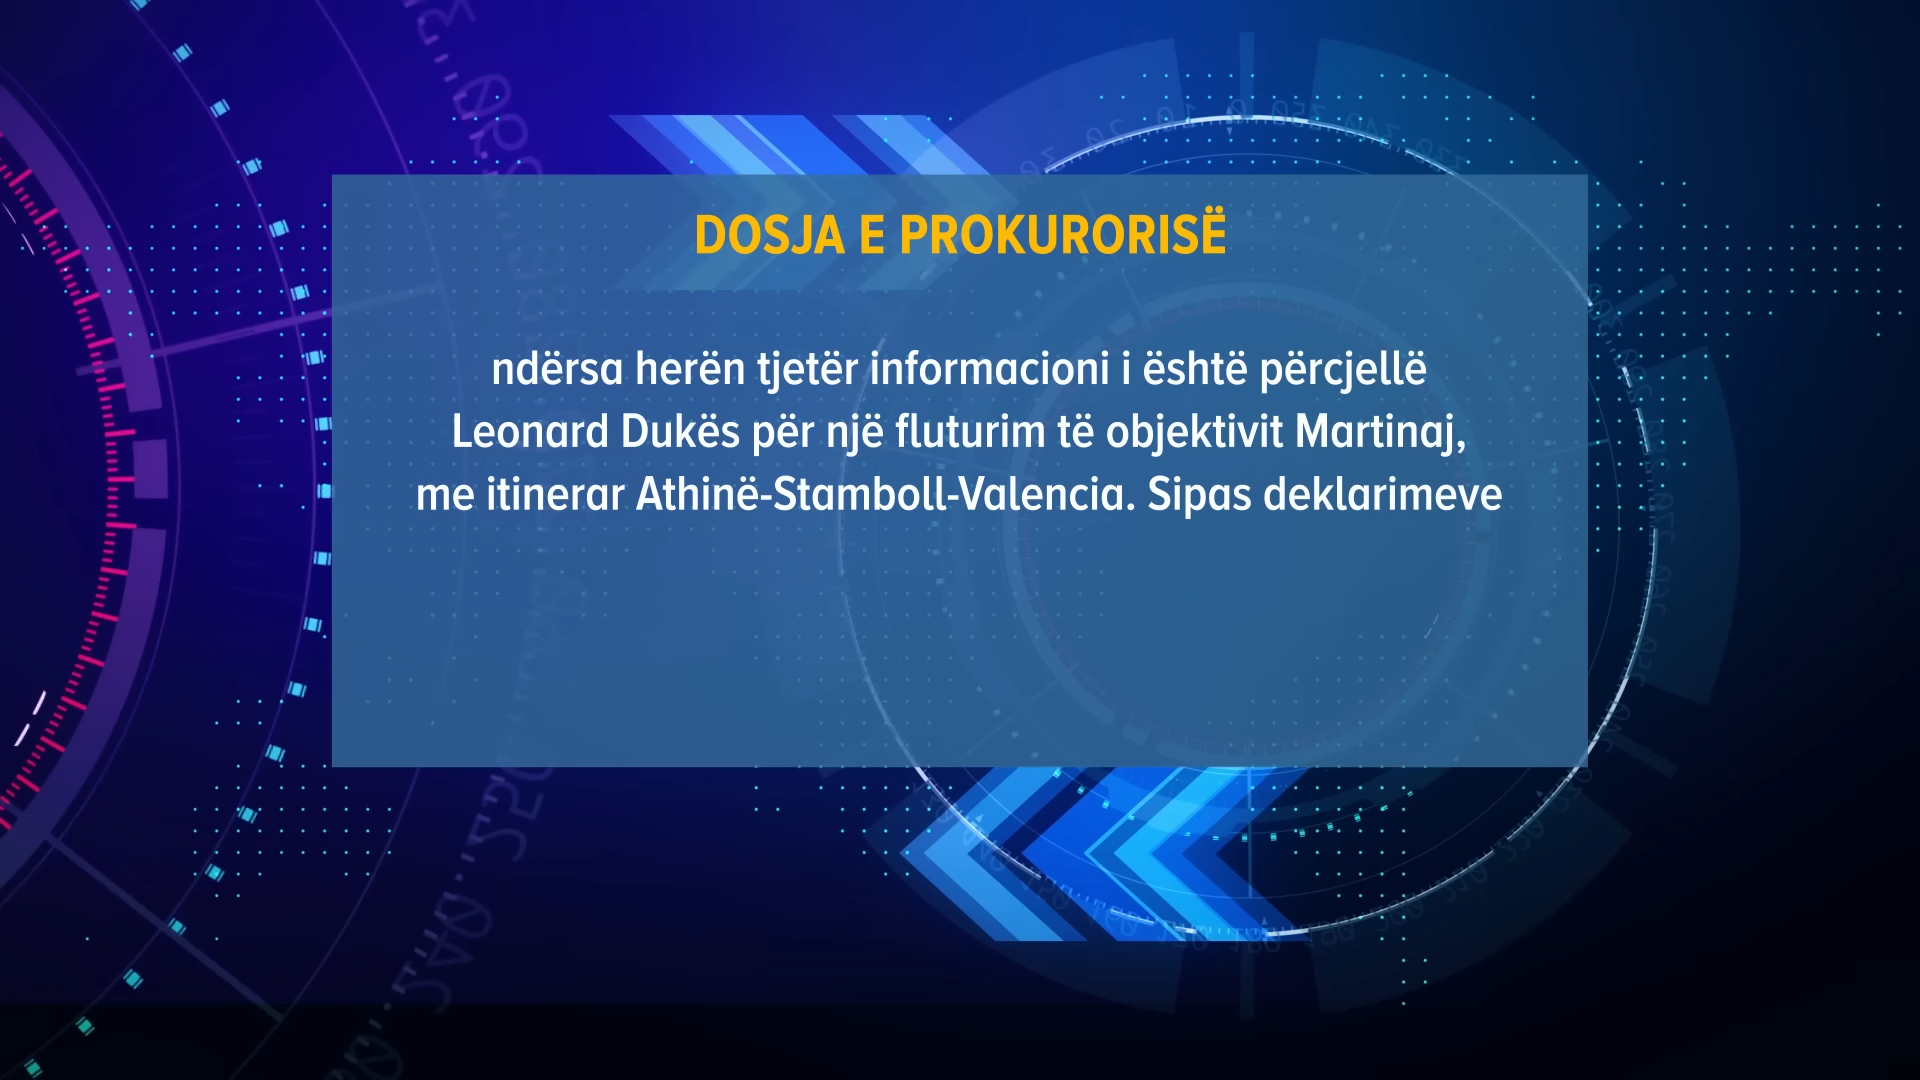 DOSJA E PROKURORISË
ndërsa herën tjetër informacioni i është përcjellë
Leonard Dukës për një fluturim të objektivit Martinaj,
me itinerar Athinë-Stamboll-Valencia. Sipas deklarimeve